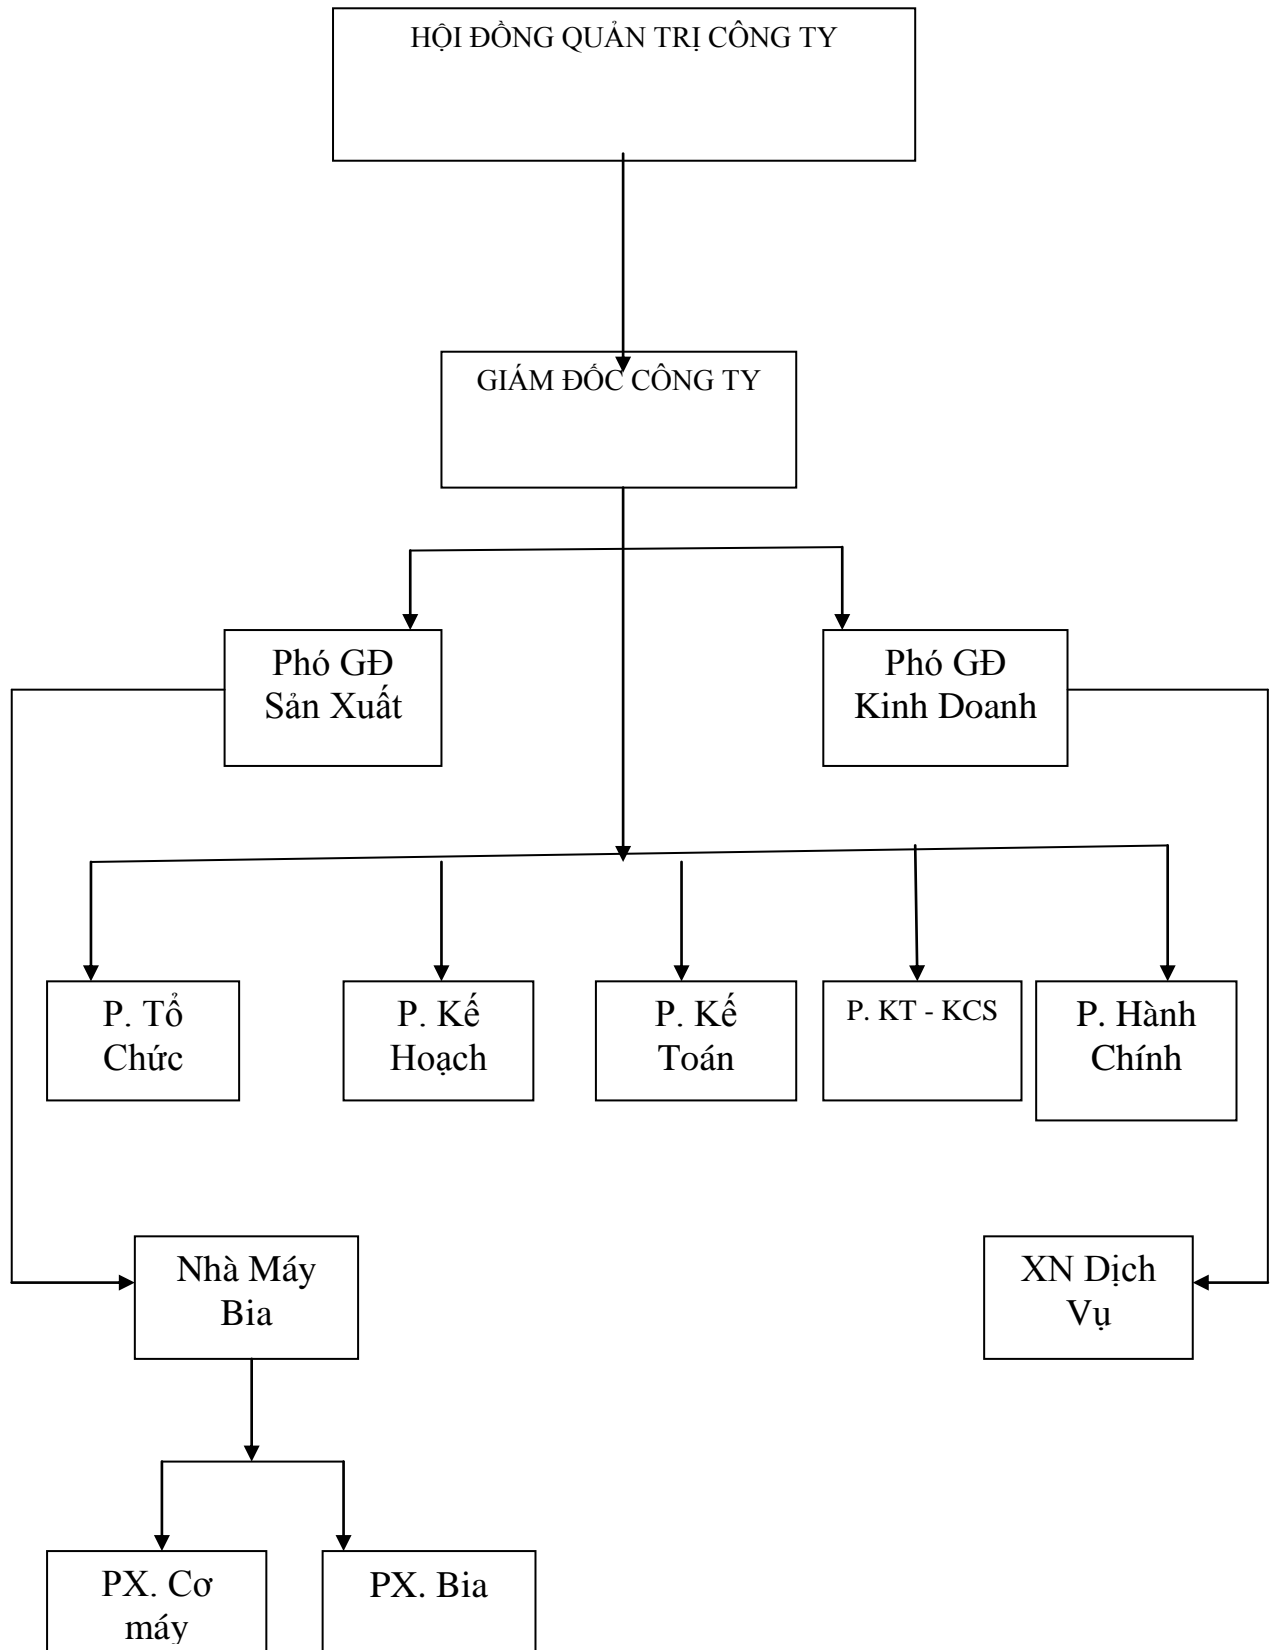 HỘI ĐỒNG QUẢN TRỊ CÔNG TY
GIÁM ĐỐC CÔNG TY
Phó GĐ
Sản Xuất
Phó GĐ
Kinh Doanh
P. Tổ
Chức
P. Kế
Hoạch
P. Kế
Toán
P. KT - KCS
P. Hành
Chính
Nhà Máy
Bia
XN Dịch
Vụ
PX. Cơ
máy
PX. Bia